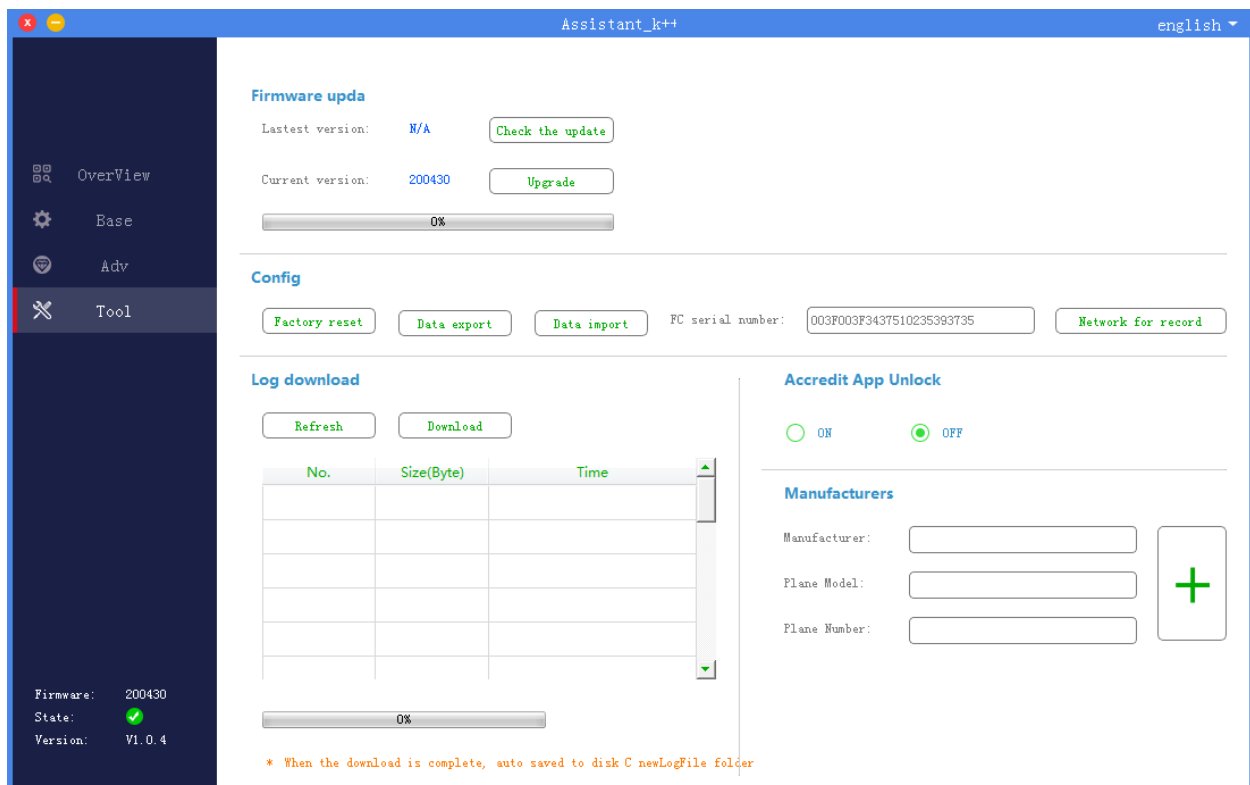 Assistant_k++
english
OverView
Base
Adv
Tool
Firmware: 200430
State:
Version: V1.0.4
Firmware upda
Lastest version: N/A Check the update
Current version: 200430 Upgrade
0%
Config
Factory reset Data export Data import FC serial number: 003F003F3437510235393735 Network for record
Log download
Refresh Download
No. Size(Byte) Time
0%
* When the download is complete, auto saved to disk C newLogFile folder
Accredit App Unlock
ON OFF
Manufacturers
Manufacturer:
Plane Model:
Plane Number: